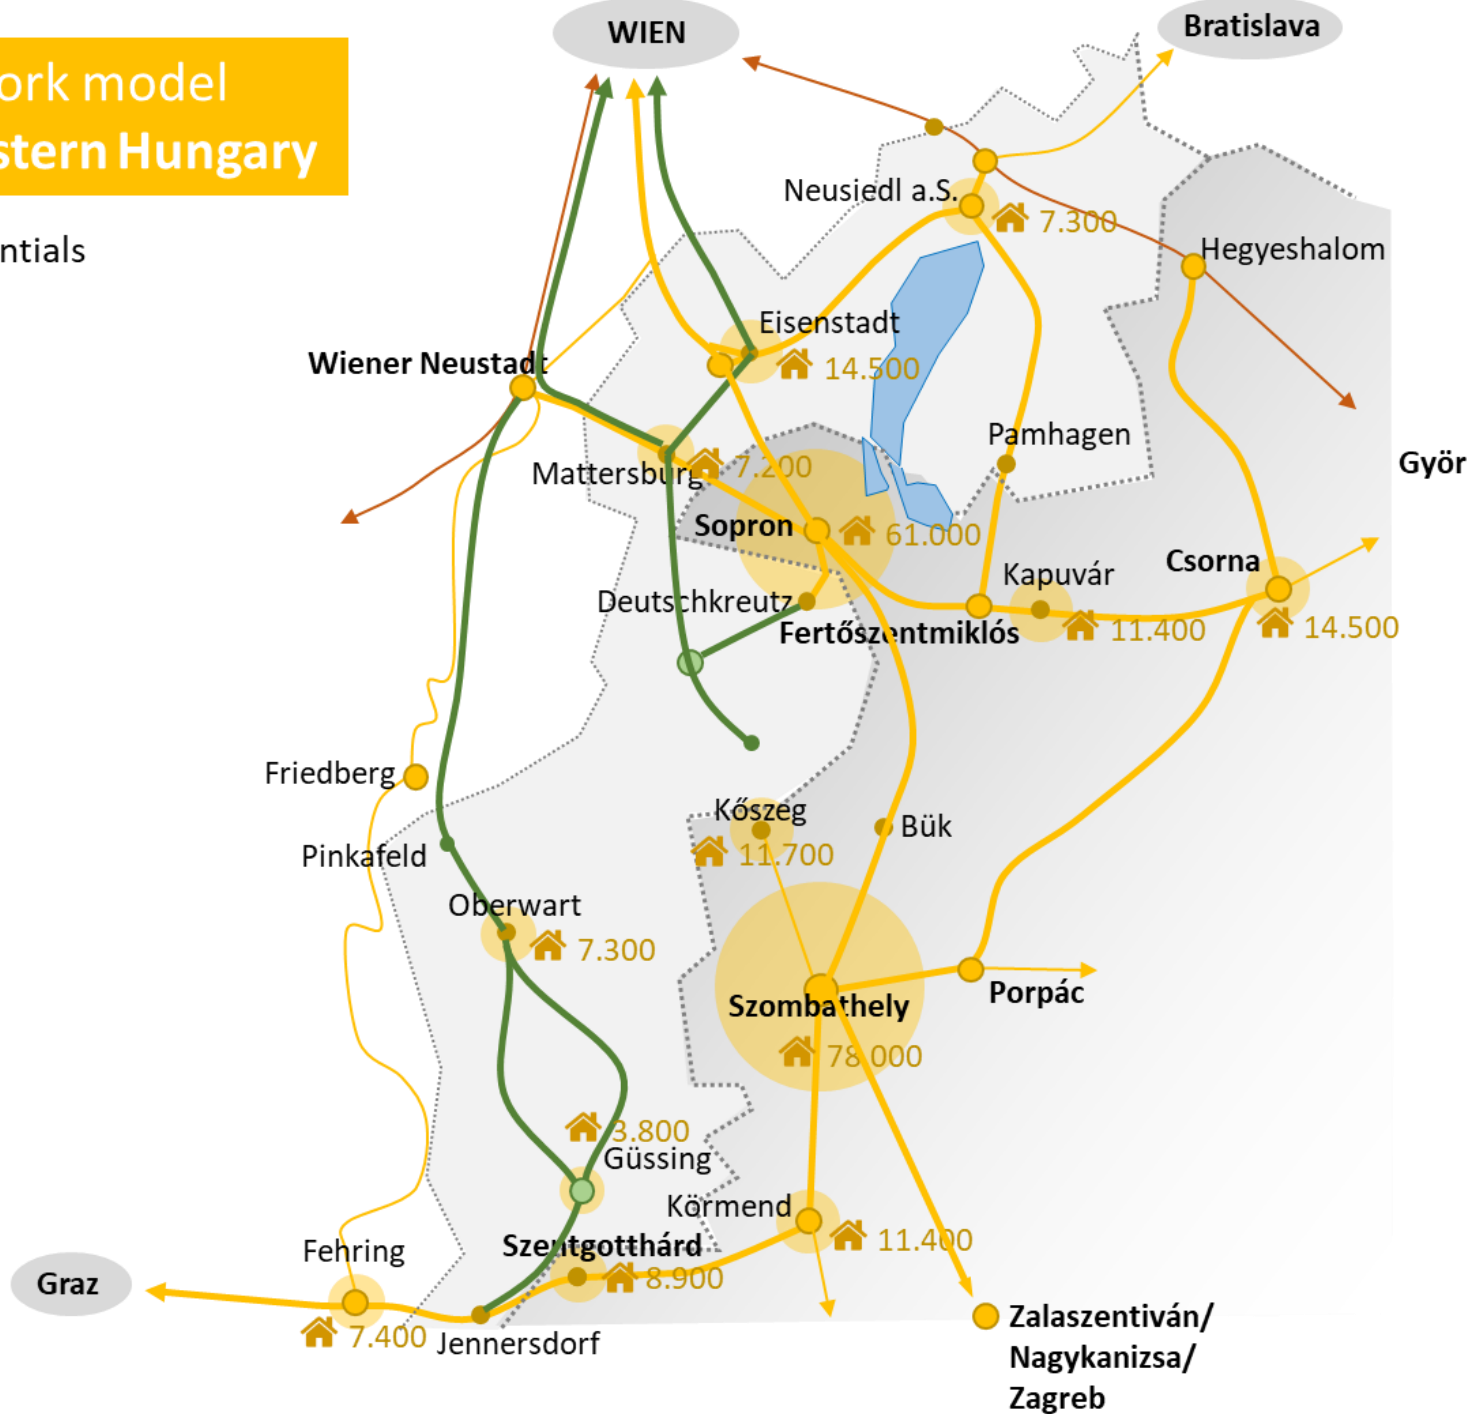 WIEN
Bratislava
ork model
stern Hungary
ntials
Neusiedl a.S.
7.300
Hegyeshalom
Eisenstadt
14.500
Wiener Neustadt
Pamhagen
Györ
Mattersburg
7.200
Sopron
61.000
Csorna
Kapuvár
Deutschkreutz
Fertőszentmiklós
11.400
14.500
Friedberg
Kőszeg
Bük
11.700
Pinkafeld
Oberwart
7.300
Porpác
Szombathely
78.000
3.800
Güssing
Körmend
11.400
Szentgotthárd
8.900
Fehring
Graz
7.400
Jennersdorf
Zalaszentiván/
Nagykanizsa/
Zagreb